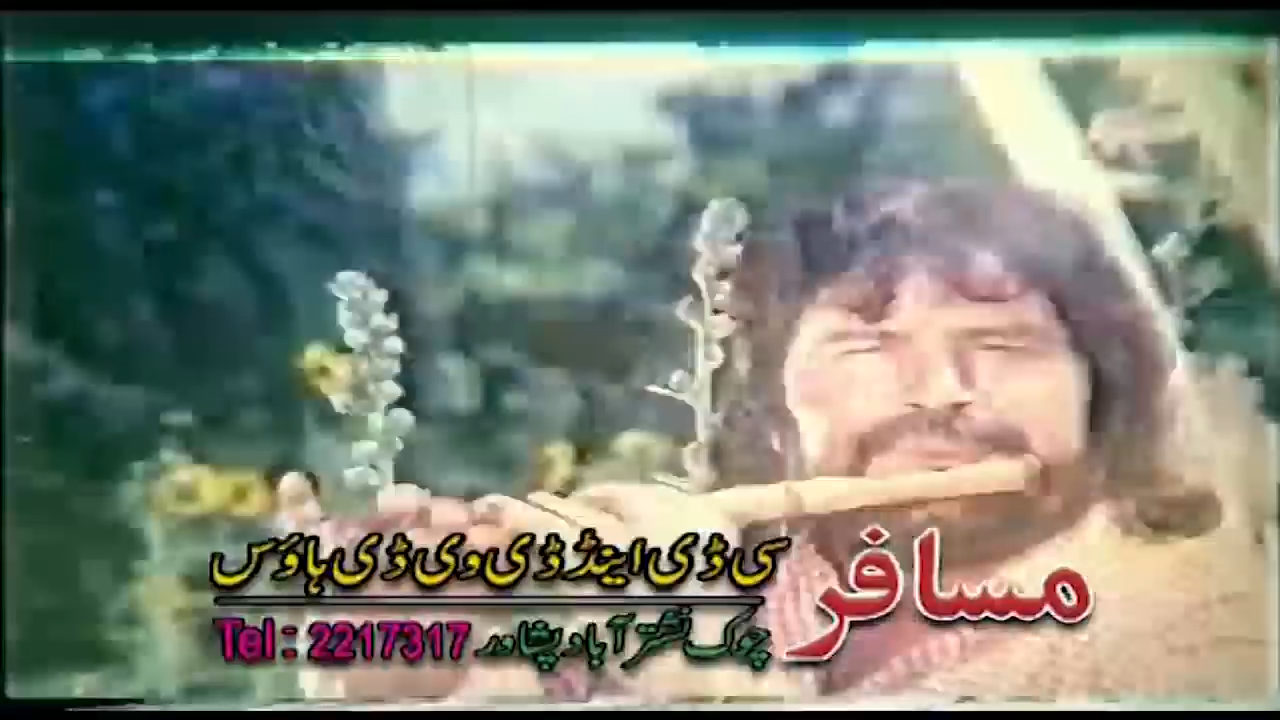 مسافر
سی ڈی اینڈ ڈی وی ڈی ہاؤس
چوک نشتر آباد پشاور Tel : 2217317